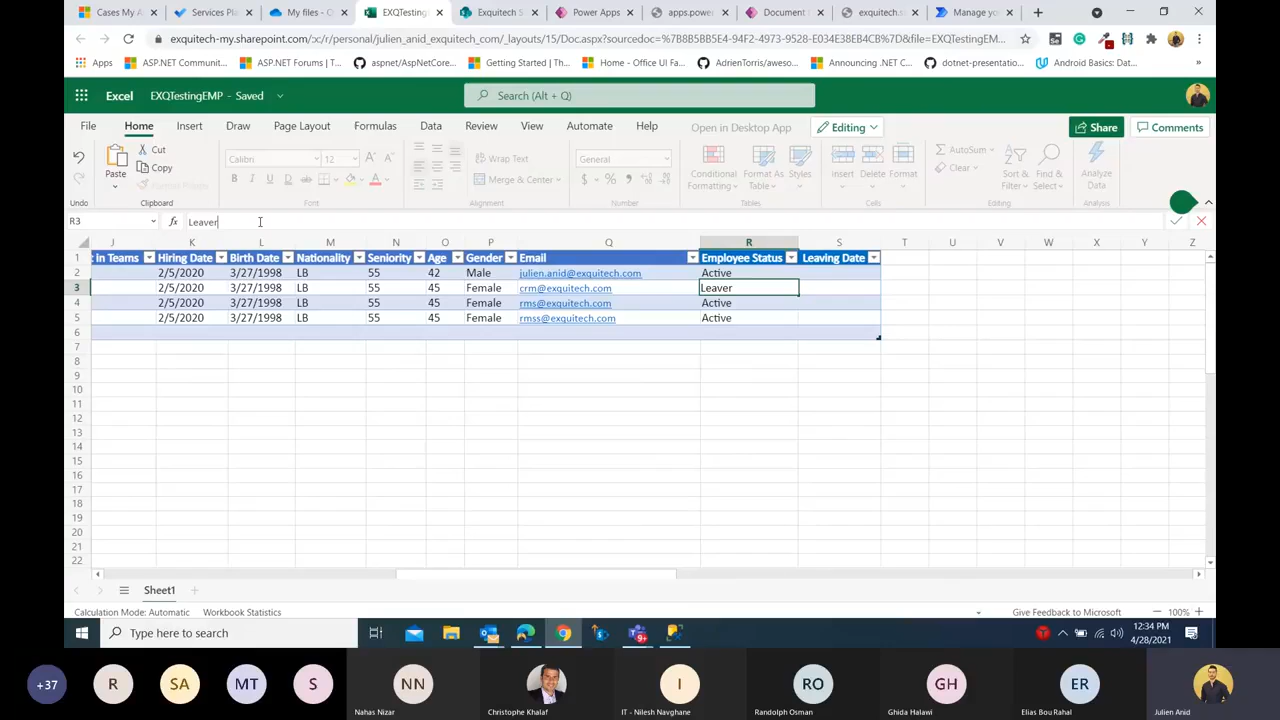 Cases My A
Services Pla
My files - O
EXQTesting
Exquitech S
Power Apps
apps.power
Document
exquitech.s
Manage yo
exquitech-my.sharepoint.com/:x:/r/personal/julien_anid_exquitech_com/_layouts/15/Doc.aspx?sourcedoc=%7B8B5BB5E4-94F2-4973-9528-E034E38EB4CB%7D&file=EXQTestingEM...
Apps
ASP.NET Communit...
ASP.NET Forums | T...
aspnet/AspNetCore...
Getting Started | Th...
Home - Office UI Fa...
AdrienTorris/aweso...
Announcing .NET C...
dotnet-presentatio...
Android Basics: Dat...
»
Excel EXQTestingEMP - Saved
Search (Alt + Q)
File Home Insert Draw Page Layout Formulas Data Review View Automate Help Open in Desktop App Editing Share Comments
Paste
Cut
Copy
Calibri 12
B I U D
Wrap Text
Merge & Center
General
$ %
Conditional Formatting
Format As Table
Styles
Insert
Delete
Format
AutoSum
Clear
Sort & Filter
Find & Select
Analyze Data
Undo Clipboard Font Alignment Number Tables Cells Editing Analysis
R3 fx Leaver
J K L M N O P Q R S T U V W X Y Z
1 t in Teams Hiring Date Birth Date Nationality Seniority Age Gender Email Employee Status Leaving Date
2 2/5/2020 3/27/1998 LB 55 42 Male julien.anid@exquitech.com Active
3 2/5/2020 3/27/1998 LB 55 45 Female crm@exquitech.com Leaver
4 2/5/2020 3/27/1998 LB 55 45 Female rms@exquitech.com Active
5 2/5/2020 3/27/1998 LB 55 45 Female rmss@exquitech.com Active
6
7
8
9
10
11
12
13
14
15
16
17
18
19
20
21
22
Sheet1
Calculation Mode: Automatic Workbook Statistics Give Feedback to Microsoft 100%
Type here to search
9+
12:34 PM
4/28/2021
+37 R SA MT S NN I RO GH ER
Nahas Nizar Christophe Khalaf IT - Nilesh Navghane Randolph Osman Ghida Halawi Elias Bou Rahal Julien Anid